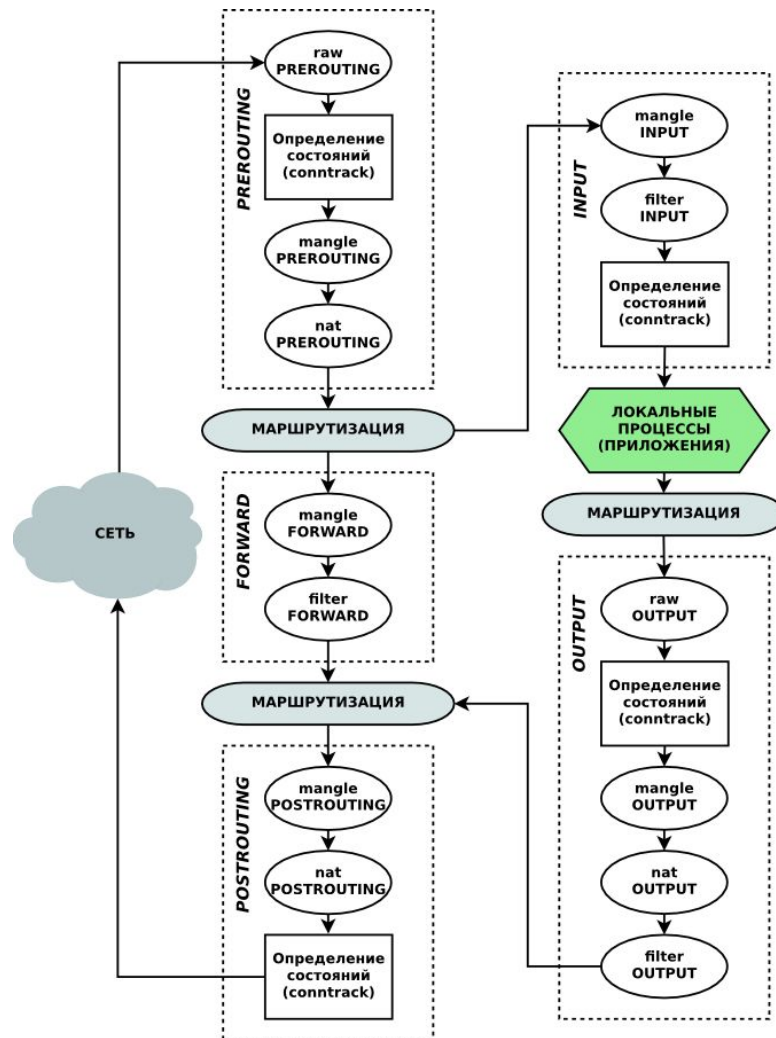 PREROUTING
raw
PREROUTING
Определение
состояний
(conntrack)
mangle
PREROUTING
nat
PREROUTING
МАРШРУТИЗАЦИЯ
INPUT
mangle
INPUT
filter
INPUT
Определение
состояний
(conntrack)
ЛОКАЛЬНЫЕ
ПРОЦЕССЫ
(ПРИЛОЖЕНИЯ)
МАРШРУТИЗАЦИЯ
СЕТЬ
FORWARD
mangle
FORWARD
filter
FORWARD
МАРШРУТИЗАЦИЯ
OUTPUT
raw
OUTPUT
Определение
состояний
(conntrack)
mangle
OUTPUT
nat
OUTPUT
filter
OUTPUT
POSTROUTING
mangle
POSTROUTING
nat
POSTROUTING
Определение
состояний
(conntrack)